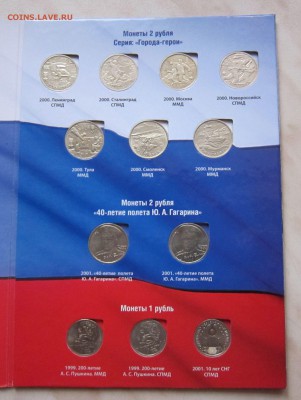 COINS.LAVE.RU
Монеты 2 рубля
Серия: «Города-герои»
2000. Ленинград
СПМД
2000. Сталинград
СПМД
2000. Москва
ММД
2000. Новороссийск
СПМД
2000. Тула
ММД
2000. Смоленск
ММД
2000. Мурманск
ММД
Монеты 2 рубля
«40-летие полета Ю. А. Гагарина»
2001. «40-летие полета
Ю. А. Гагарина». СПМД
2001. «40-летие полета
Ю. А. Гагарина». ММД
Монеты 1 рубль
1999. 200-летие
А. С. Пушкина. ММД
1999. 200-летие
А. С. Пушкина. СПМД
2001. 10 лет СНГ
СПМД